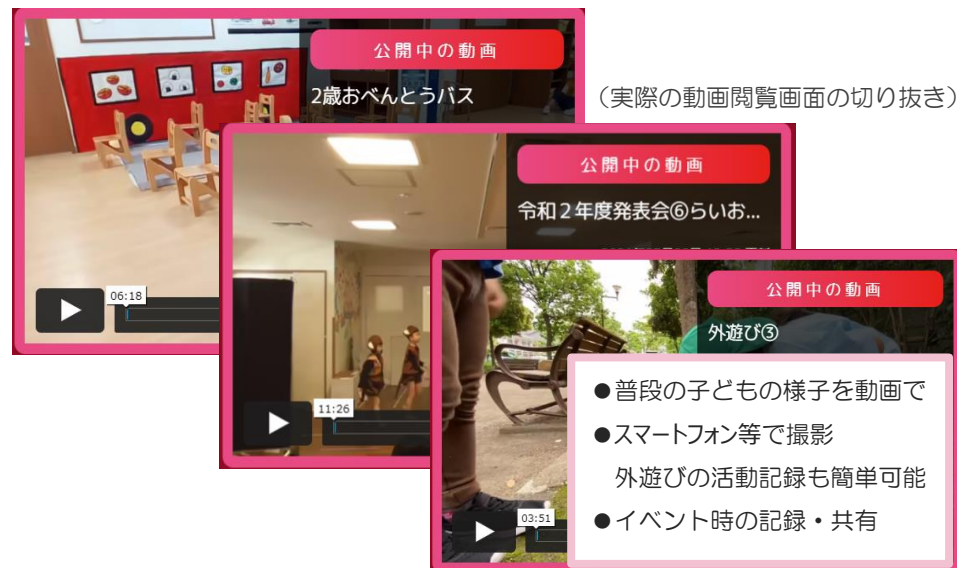 公開中の動画
2歳おべんとうバス
06:18
（実際の動画閲覧画面の切り抜き）
公開中の動画
令和２年度発表会⑥らいお...
11:26
公開中の動画
外遊び③
03:51
●普段の子どもの様子を動画で
●スマートフォン等で撮影
外遊びの活動記録も簡単可能
●イベント時の記録・共有